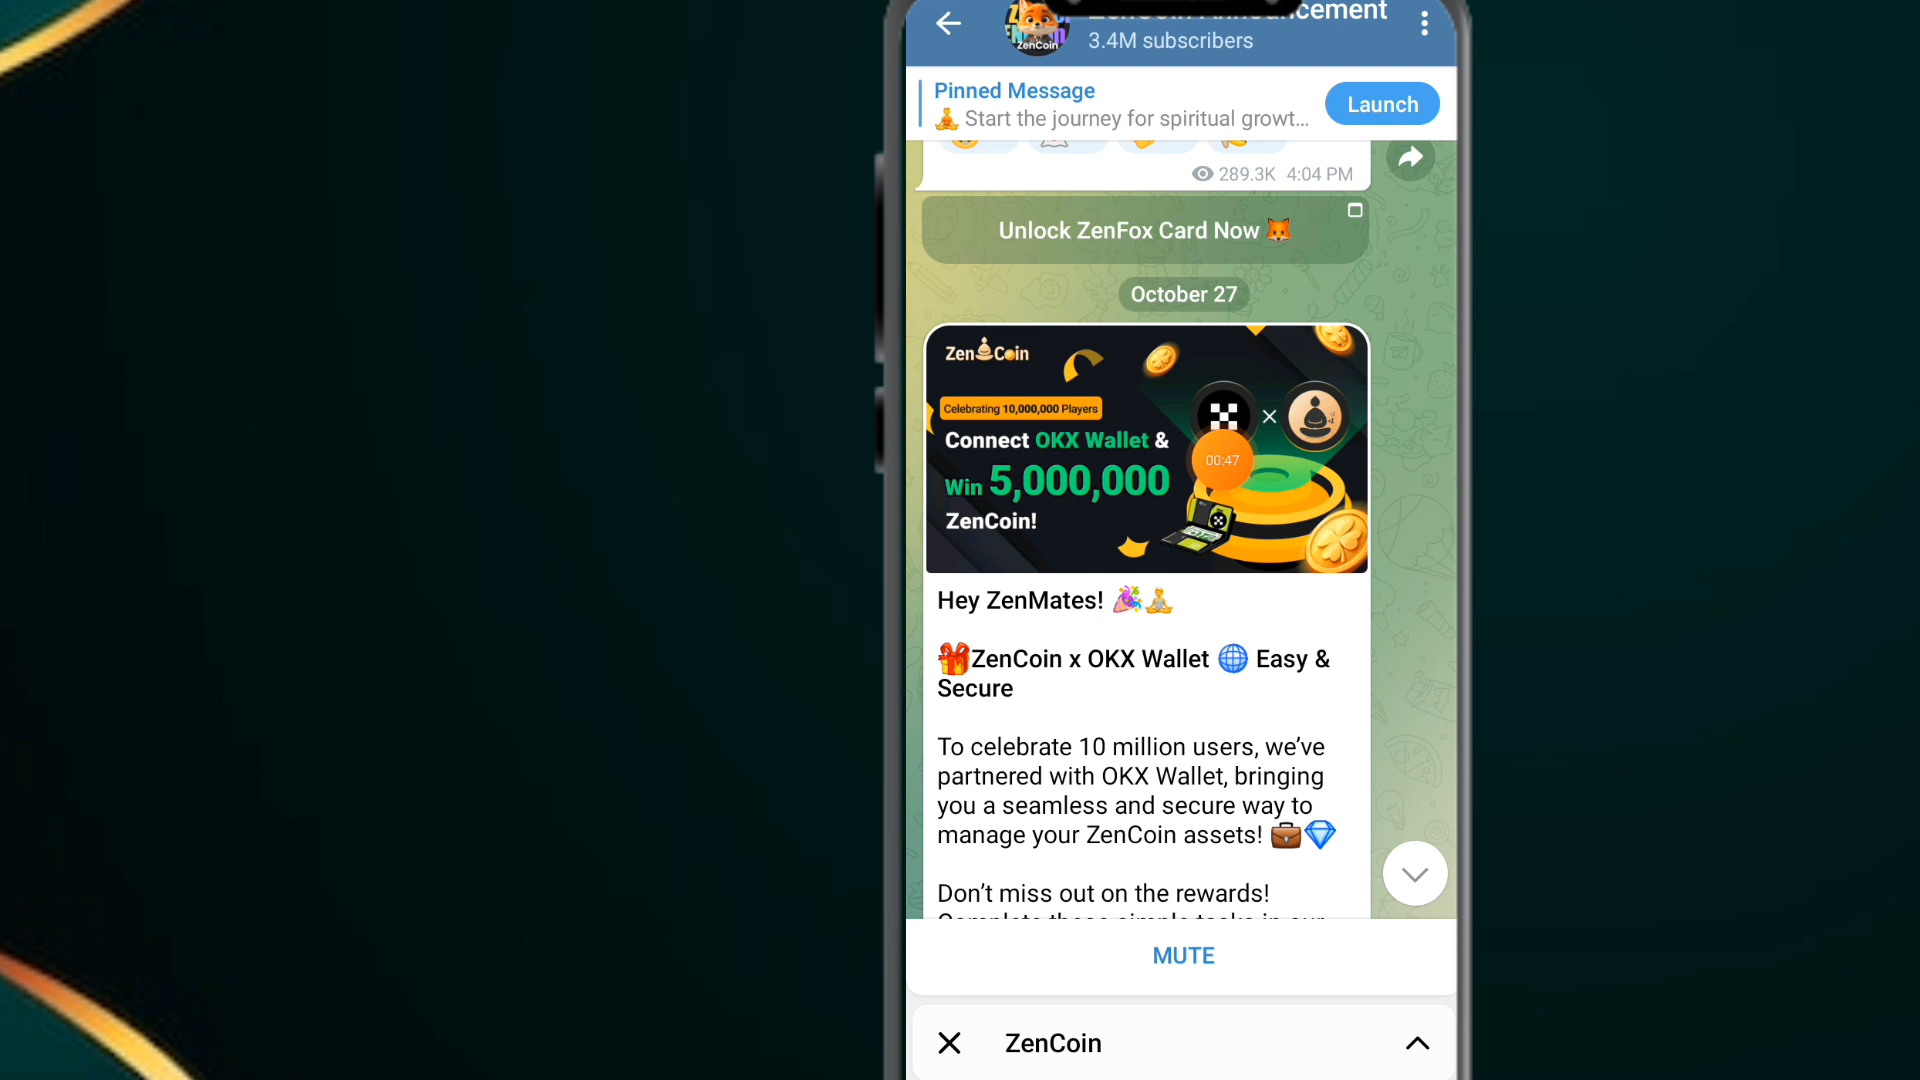 cement
3.4M subscribers
Pinned Message
Start the journey for spiritual growt...
Launch
289.3K 4:04 PM
Unlock ZenFox Card Now
October 27
ZenCoin
Celebrating 10,000,000 Players
Connect OKX Wallet &
Win 5,000,000
ZenCoin!
00:47
Hey ZenMates!
ZenCoin x OKX Wallet Easy &
Secure
To celebrate 10 million users, we’ve
partnered with OKX Wallet, bringing
you a seamless and secure way to
manage your ZenCoin assets!
Don’t miss out on the rewards!
MUTE
ZenCoin